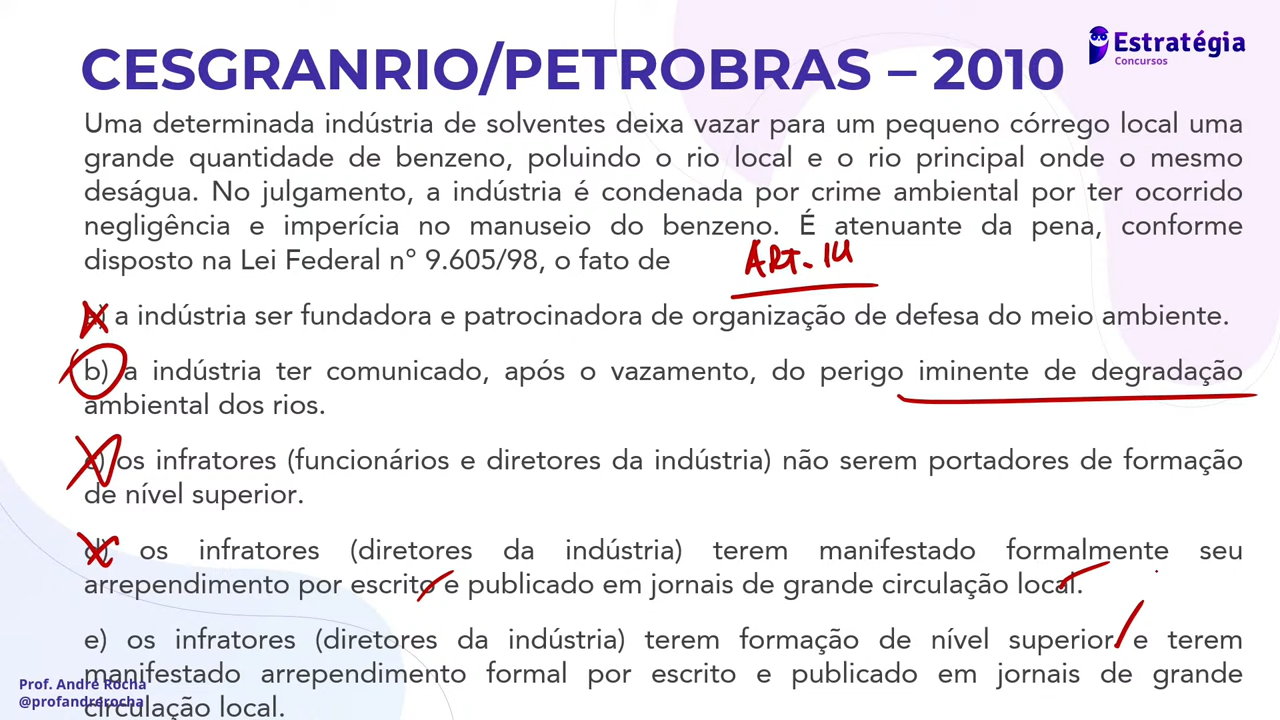 CESGRANRIO/PETROBRAS – 2010
Estratégia
Concursos
Uma determinada indústria de solventes deixa vazar para um pequeno córrego local uma
grande quantidade de benzeno, poluindo o rio local e o rio principal onde o mesmo
deságua. No julgamento, a indústria é condenada por crime ambiental por ter ocorrido
negligência e imperícia no manuseio do benzeno. É atenuante da pena, conforme
disposto na Lei Federal nº 9.605/98, o fato de
ART. 14
a) a indústria ser fundadora e patrocinadora de organização de defesa do meio ambiente.
b) a indústria ter comunicado, após o vazamento, do perigo iminente de degradação
ambiental dos rios.
c) os infratores (funcionários e diretores da indústria) não serem portadores de formação
de nível superior.
d) os infratores (diretores da indústria) terem manifestado formalmente seu
arrependimento por escrito e publicado em jornais de grande circulação local.
e) os infratores (diretores da indústria) terem formação de nível superior e terem
manifestado arrependimento formal por escrito e publicado em jornais de grande
circulação local.
Prof. André Rocha
@profandrerocha